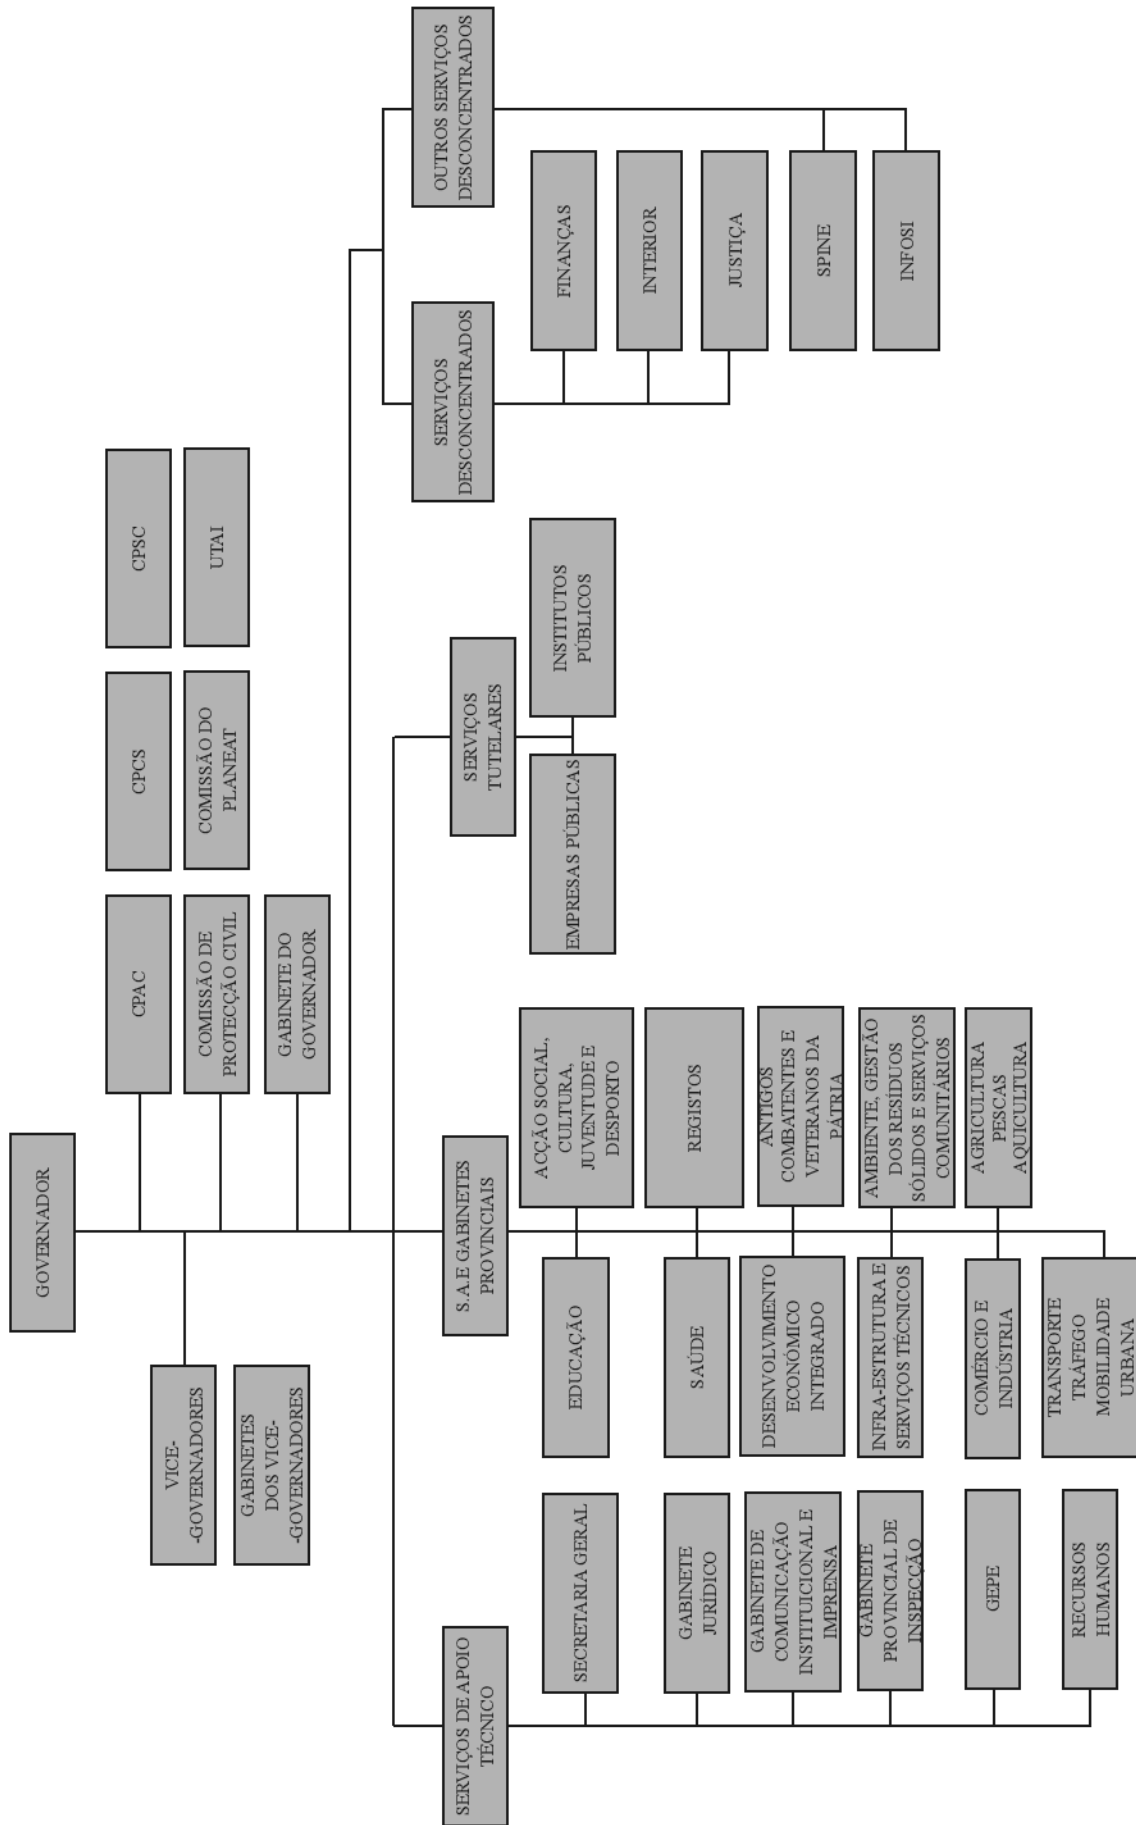 GOVERNADOR
VICE-
-GOVERNADORES
GABINETES
DOS VICE-
-GOVERNADORES
CPAC
CPCS
CPSC
COMISSÃO DE
PROTECÇÃO CIVIL
COMISSÃO DO
PLANEAT
UTAI
GABINETE DO
GOVERNADOR
SERVIÇOS DE APOIO
TÉCNICO
SECRETARIA GERAL
GABINETE
JURÍDICO
GABINETE DE
COMUNICAÇÃO
INSTITUICIONAL E
IMPRENSA
GABINETE
PROVINCIAL DE
INSPECÇÃO
GEPE
RECURSOS
HUMANOS
S.A.E GABINETES
PROVINCIAIS
EDUCAÇÃO
ACÇÃO SOCIAL,
CULTURA,
JUVENTUDE E
DESPORTO
SAÚDE
REGISTOS
DESENVOLVIMENTO
ECONÓMICO
INTEGRADO
ANTIGOS
COMBATENTES E
VETERANOS DA
PÁTRIA
INFRA-ESTRUTURA E
SERVIÇOS TÉCNICOS
AMBIENTE, GESTÃO
DOS RESÍDUOS
SÓLIDOS E SERVIÇOS
COMUNITÁRIOS
COMÉRCIO E
INDÚSTRIA
AGRICULTURA
PESCAS
AQUICULTURA
TRANSPORTE
TRÁFEGO
MOBILIDADE
URBANA
SERVIÇOS
TUTELARES
EMPRESAS PÚBLICAS
INSTITUTOS
PÚBLICOS
SERVIÇOS
DESCONCENTRADOS
FINANÇAS
INTERIOR
JUSTIÇA
OUTROS SERVIÇOS
DESCONCENTRADOS
SPINE
INFOSI